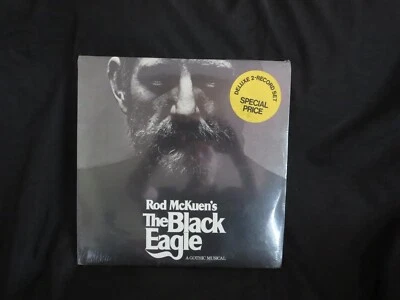 DELUXE 2-RECORD SET
SPECIAL
PRICE
Rod McKuen's
The Black
Eagle
A GOTHIC MUSICAL